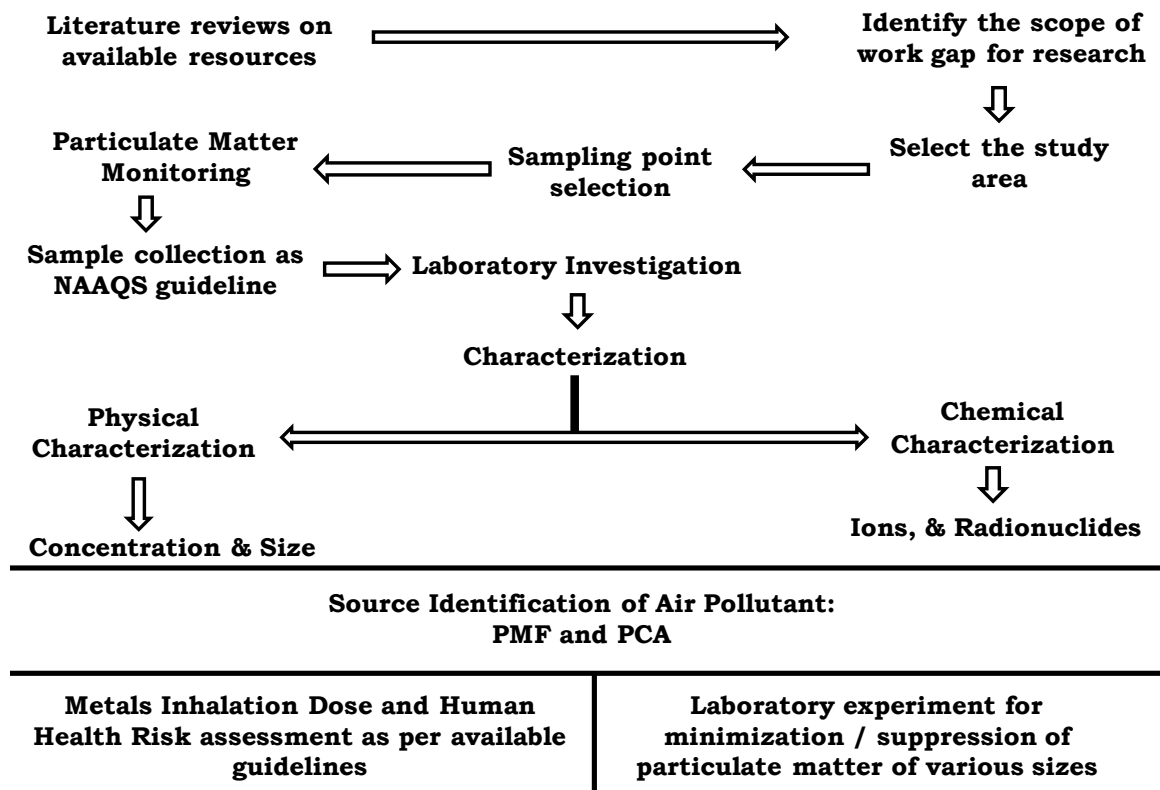 Literature reviews on
available resources
Identify the scope of
work gap for research
Particulate Matter
Monitoring
Sampling point
selection
Select the study
area
Sample collection as
NAAQS guideline
Laboratory Investigation
Characterization
Physical
Characterization
Chemical
Characterization
Concentration & Size
Ions, & Radionuclides
Source Identification of Air Pollutant:
PMF and PCA
Metals Inhalation Dose and Human
Health Risk assessment as per available
guidelines
Laboratory experiment for
minimization / suppression of
particulate matter of various sizes